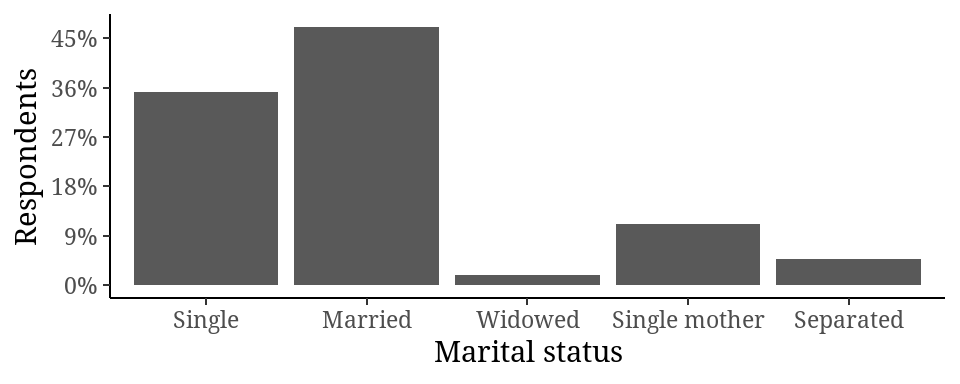 Respondents
45%
36%
27%
18%
9%
0%
Single Married Widowed Single mother Separated
Marital status